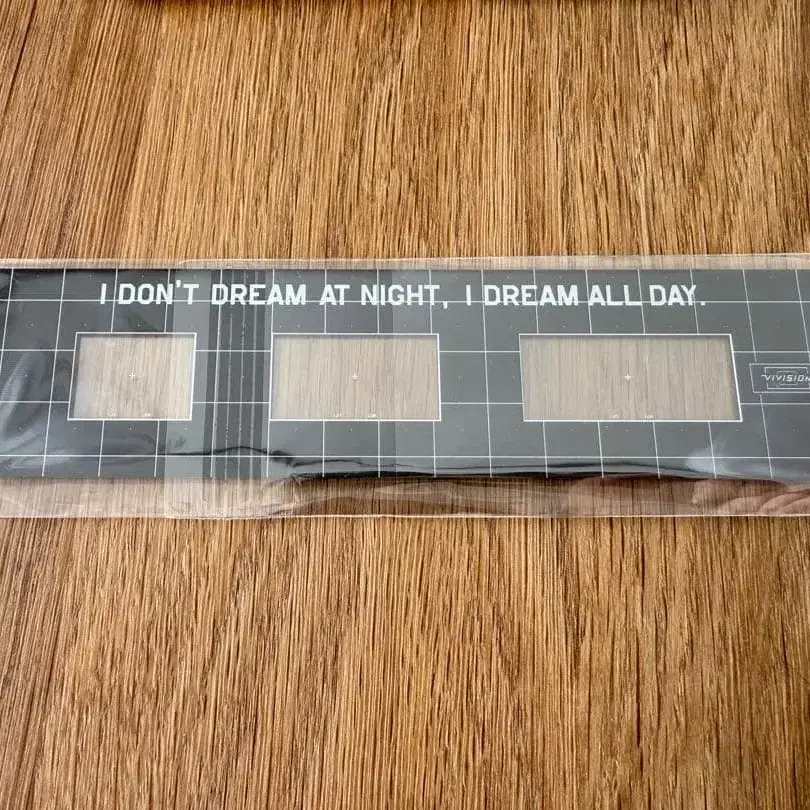 I DON'T DREAM AT NIGHT, I DREAM ALL DAY.
VIVISION